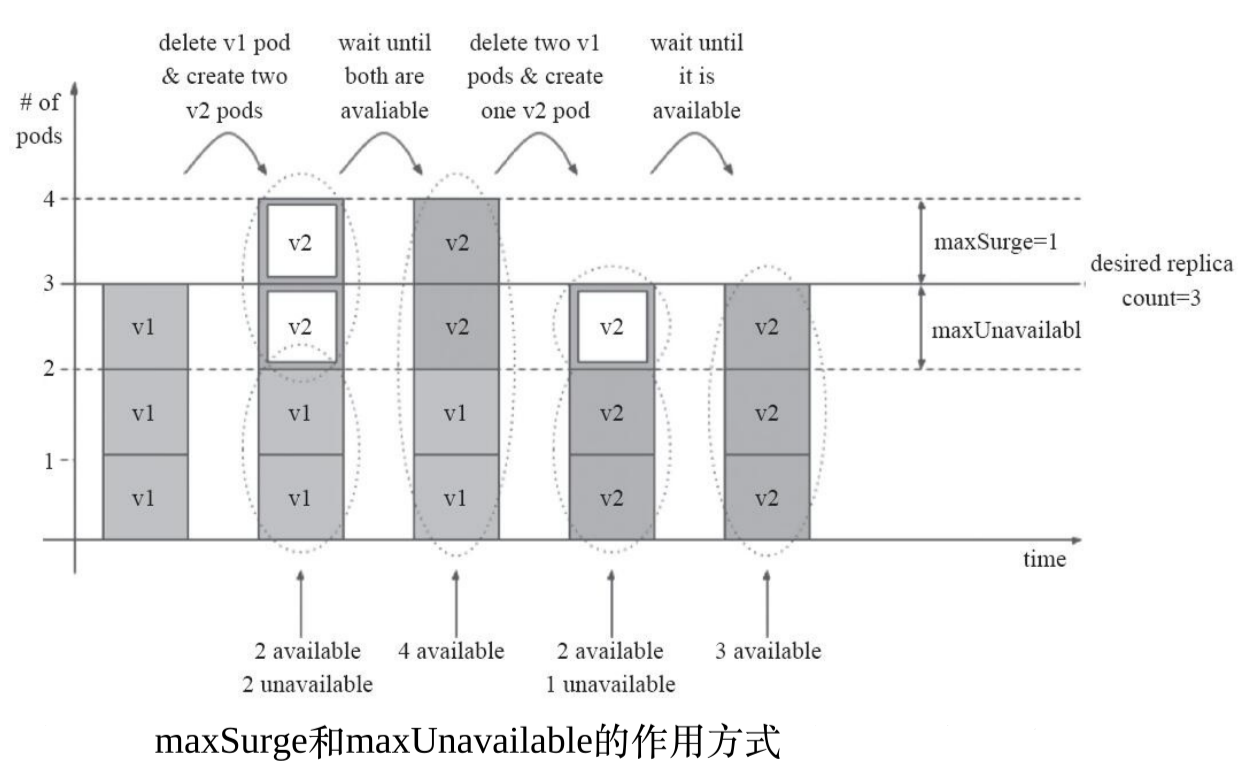 delete v1 pod
& create two
v2 pods
wait until
both are
avaliable
delete two v1
pods & create
one v2 pod
wait until
it is
available
# of
pods
4
3
2
1
v1
v1
v1
v2
v2
v1
v1
v2
v2
v1
v1
v2
v2
v2
v2
v2
v2
maxSurge=1
maxUnavailabl
desired replica
count=3
time
2 available
2 unavailable
4 available
2 available
1 unavailable
3 available
maxSurge和maxUnavailable的作用方式